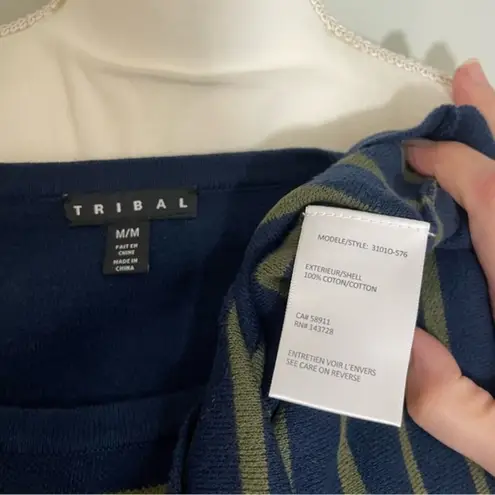 TRIBAL
M/M
FAIT EN
CHINE
MADE IN
CHINA
MODELE/STYLE: 3101O-576
EXTERIEUR/SHELL
100% COTON/COTTON
CA# 58911
RN# 143728
ENTRETIEN VOIR L'ENVERS
SEE CARE ON REVERSE